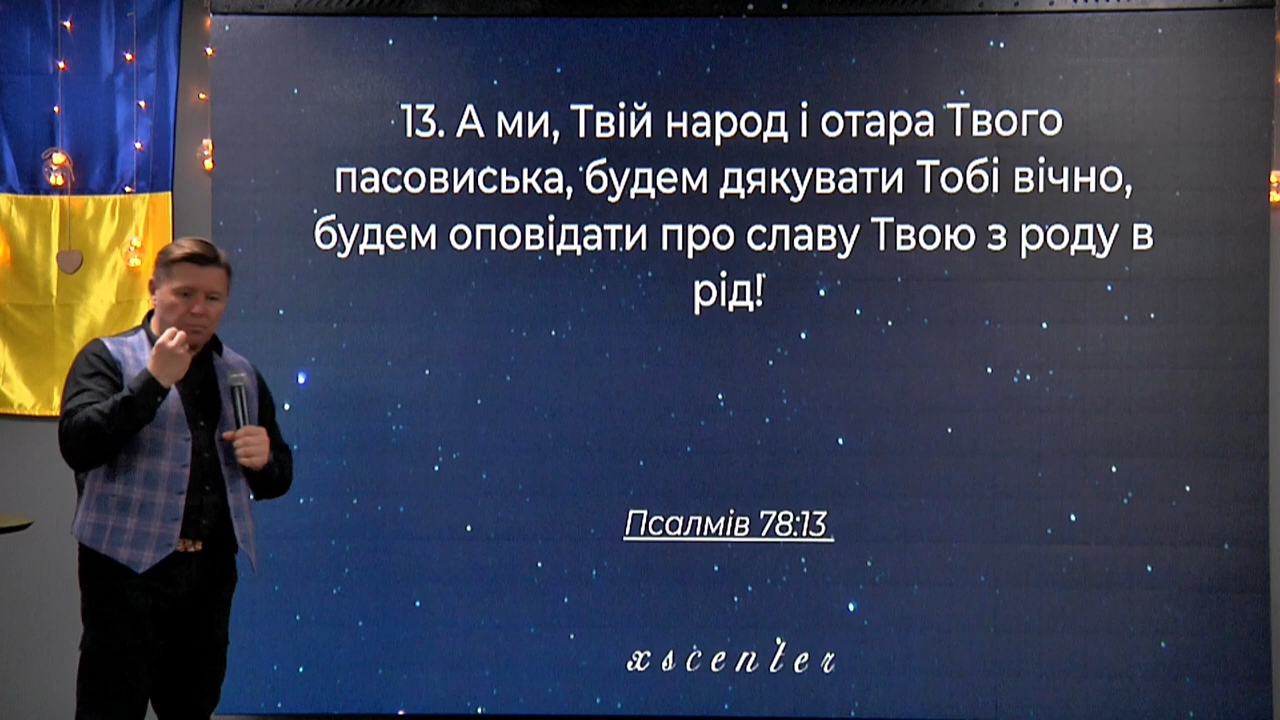 13. А ми, Твій народ і отара Твого
пасовиська, будем дякувати Тобі вічно,
будем оповідати про славу Твою з роду в
рід!
Псалмів 78:13
xscenter